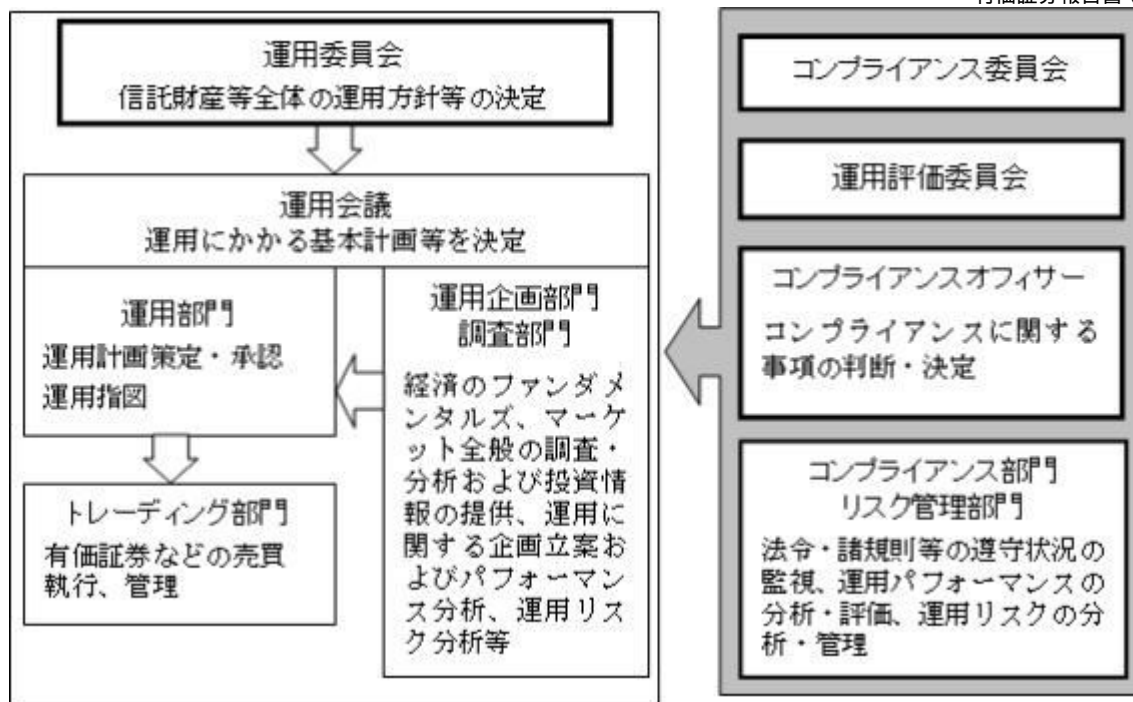 運用委員会
信託財産等全体の運用方針等の決定
運用会議
運用にかかる基本計画等を決定
運用部門
運用計画策定・承認
運用指図
トレーディング部門
有価証券などの売買
執行、管理
運用企画部門
調査部門
経済のファンダメ
ンタルズ、マーケ
ット全般の調査・
分析および投資情
報の提供、運用に
関する企画立案お
よびパフォーマン
ス分析、運用リス
ク分析等
コンプライアンス委員会
運用評価委員会
コンプライアンスオフィサー
コンプライアンスに関する
事項の判断・決定
コンプライアンス部門
リスク管理部門
法令・諸規則等の遵守状況の
監視、運用パフォーマンスの
分析・評価、運用リスクの分
析・管理